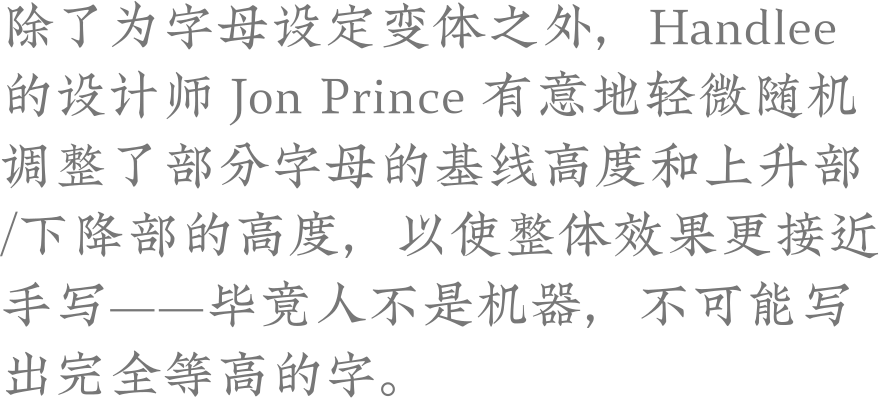 除了为字母设定变体之外，Handlee
的设计师 Jon Prince 有意地轻微随机
调整了部分字母的基线高度和上升部
/下降部的高度，以使整体效果更接近
手写——毕竟人不是机器，不可能写
出完全等高的字。